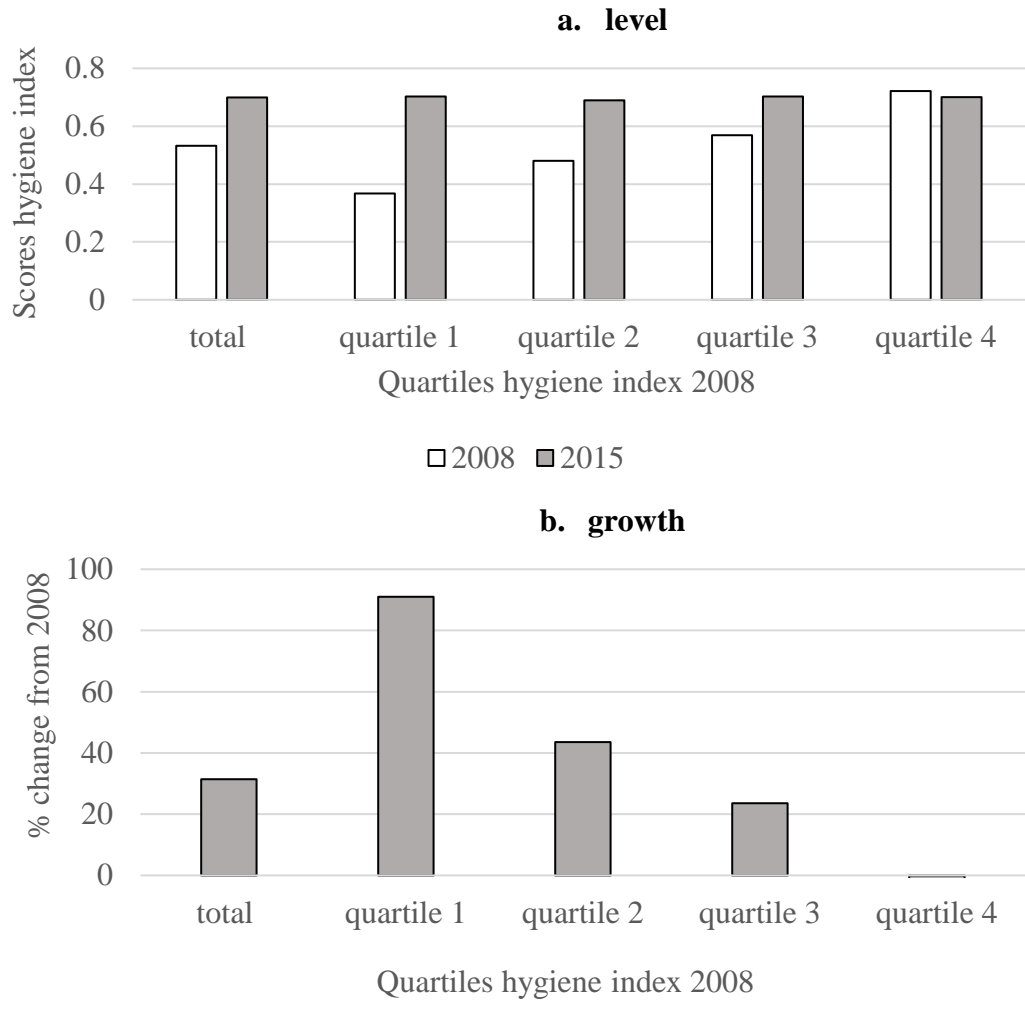 a. level
Scores hygiene index
0.8
0.6
0.4
0.2
0
total quartile 1 quartile 2 quartile 3 quartile 4
Quartiles hygiene index 2008
2008 2015
b. growth
% change from 2008
100
80
60
40
20
0
total quartile 1 quartile 2 quartile 3 quartile 4
Quartiles hygiene index 2008